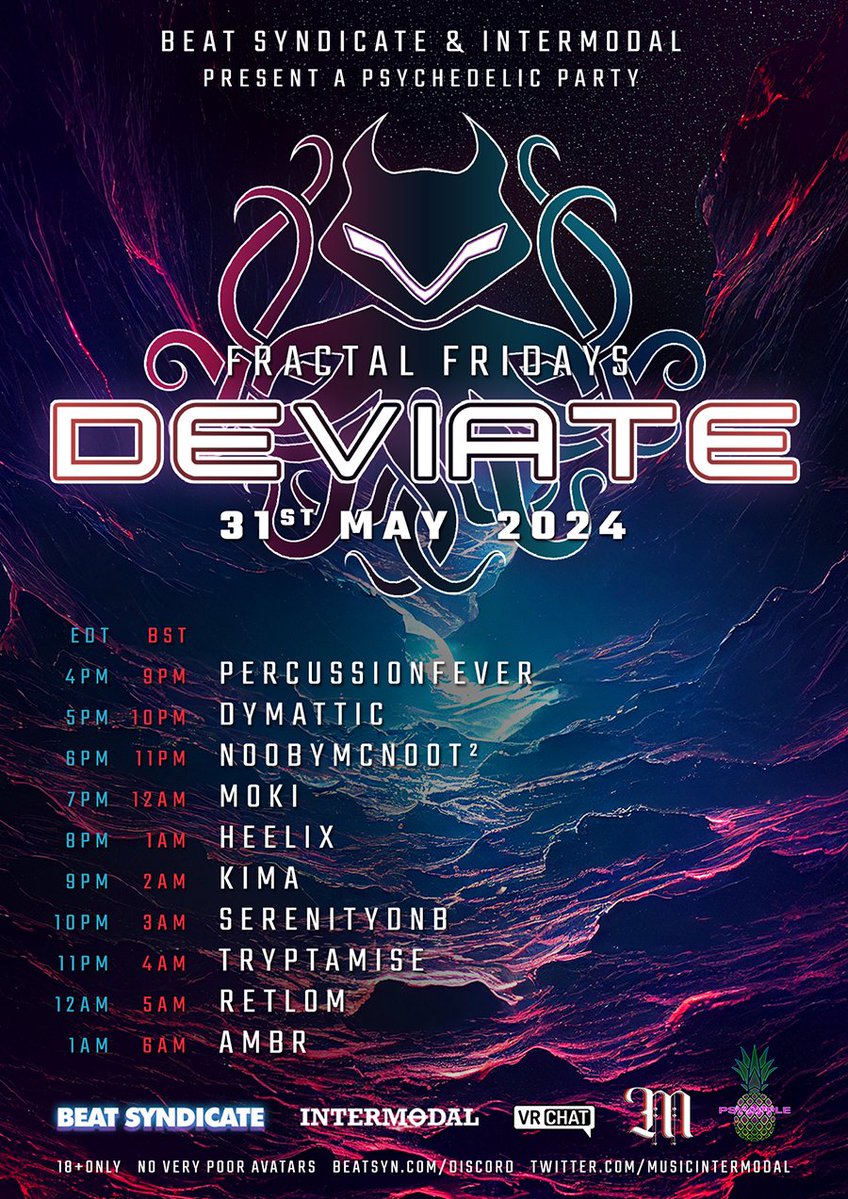 BEAT SYNDICATE & INTERMODAL
PRESENT A PSYCHEDELIC PARTY
FRACTAL FRIDAYS
DEVIATE
31ST MAY 2024
EDT BST
4PM 9PM PERCUSSIONFEVER
5PM 10PM DYMATTIC
6PM 11PM NOOBYMCNOOT²
7PM 12AM MOKI
8PM 1AM HEELIX
9PM 2AM KIMA
10PM 3AM SERENITYDNB
11PM 4AM TRYPTAMISE
12AM 5AM RETLOM
1AM 6AM AMBR
BEAT SYNDICATE INTERMODAL VRCHAT M
18+ONLY NO VERY POOR AVATARS BEATSYN.COM/DISCORD TWITTER.COM/MUSICINTERMODAL